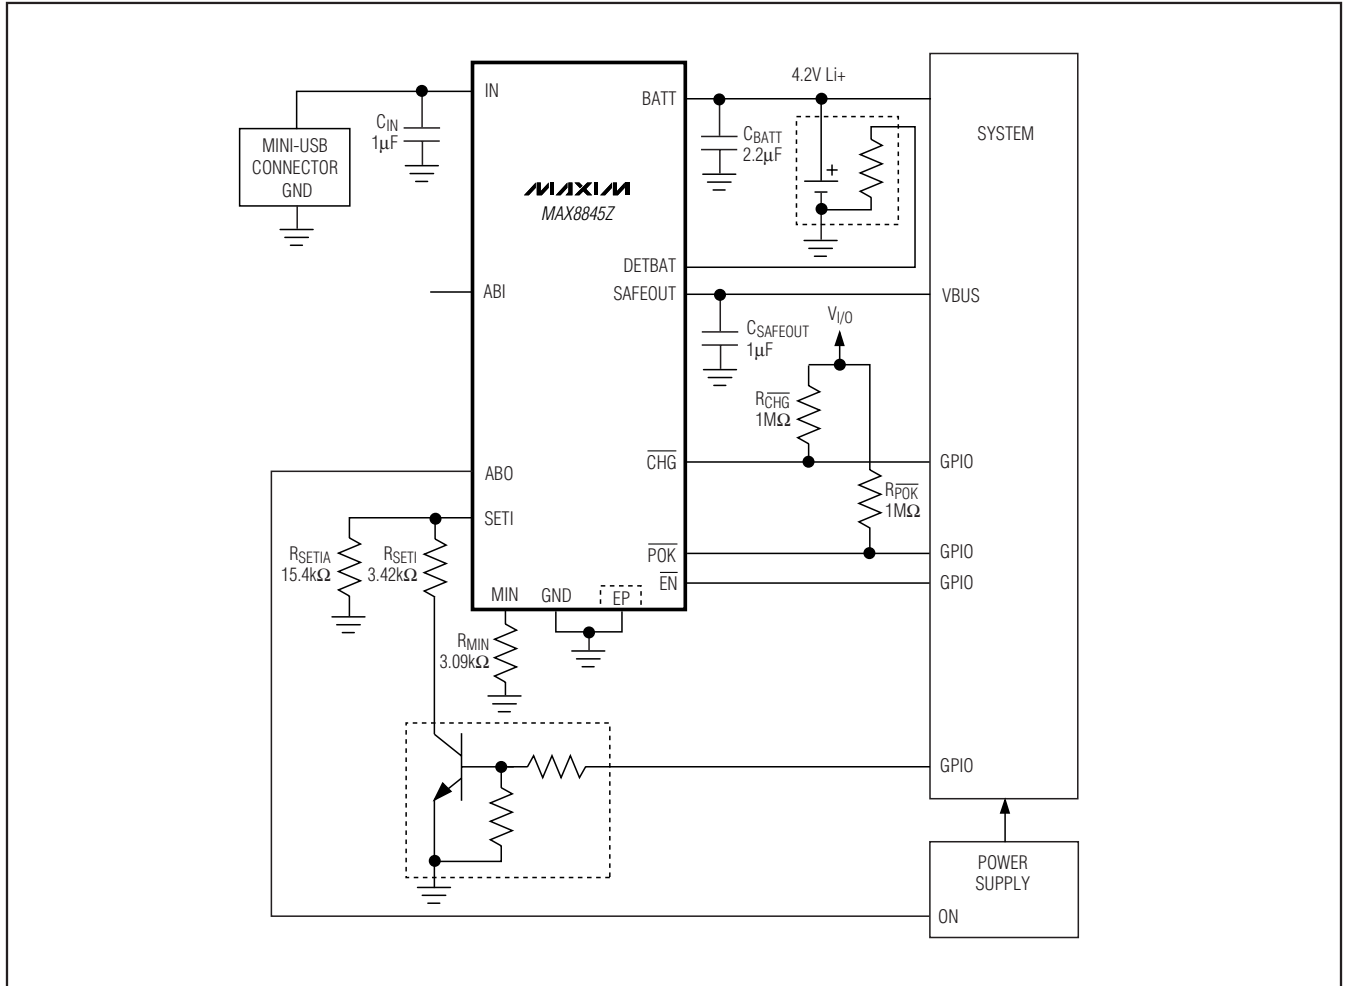 IN
BATT
4.2V Li+
SYSTEM
MINI-USB
CONNECTOR
GND
CIN
1μF
CBATT
2.2μF
+
MAXIM
MAX8845Z
DETBAT
ABI
SAFEOUT
VBUS
CSAFEOUT
1μF
VI/O
RCHG
1MΩ
ABO
CHG
GPIO
RPOK
1MΩ
SETI
RSETIA
15.4kΩ
RSETI
3.42kΩ
POK
GPIO
EN
GPIO
MIN
GND
EP
RMIN
3.09kΩ
GPIO
POWER
SUPPLY
ON